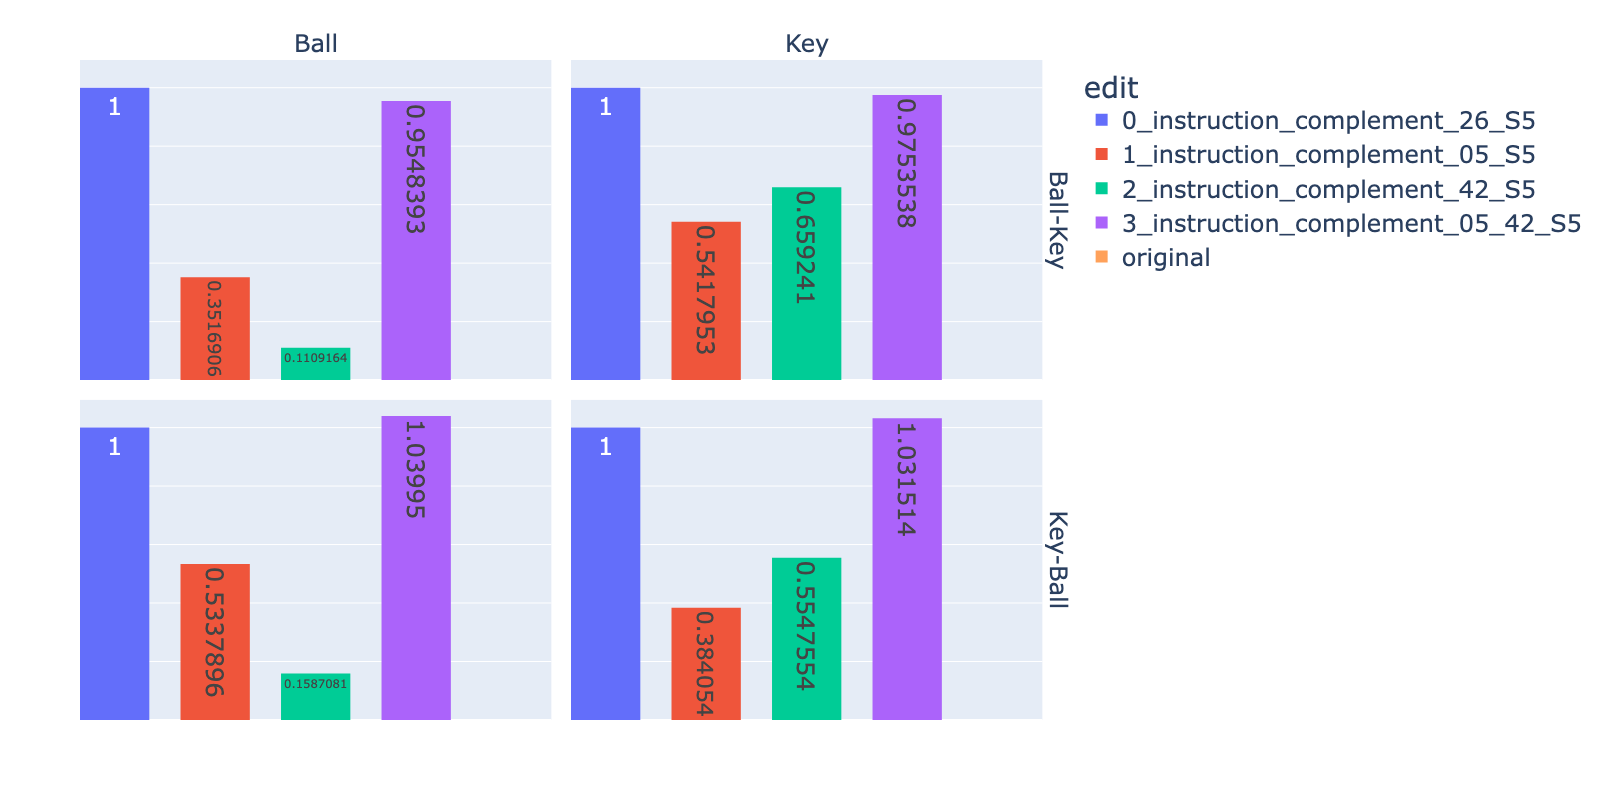 Ball
Key
edit
0_instruction_complement_26_S5
1_instruction_complement_05_S5
2_instruction_complement_42_S5
3_instruction_complement_05_42_S5
original
1
0.3516906
0.1109164
0.9548393
1
0.5417953
0.659241
0.9753538
Ball-Key
1
0.5337896
0.1587081
1.03995
1
0.384054
0.5547554
1.031514
Key-Ball